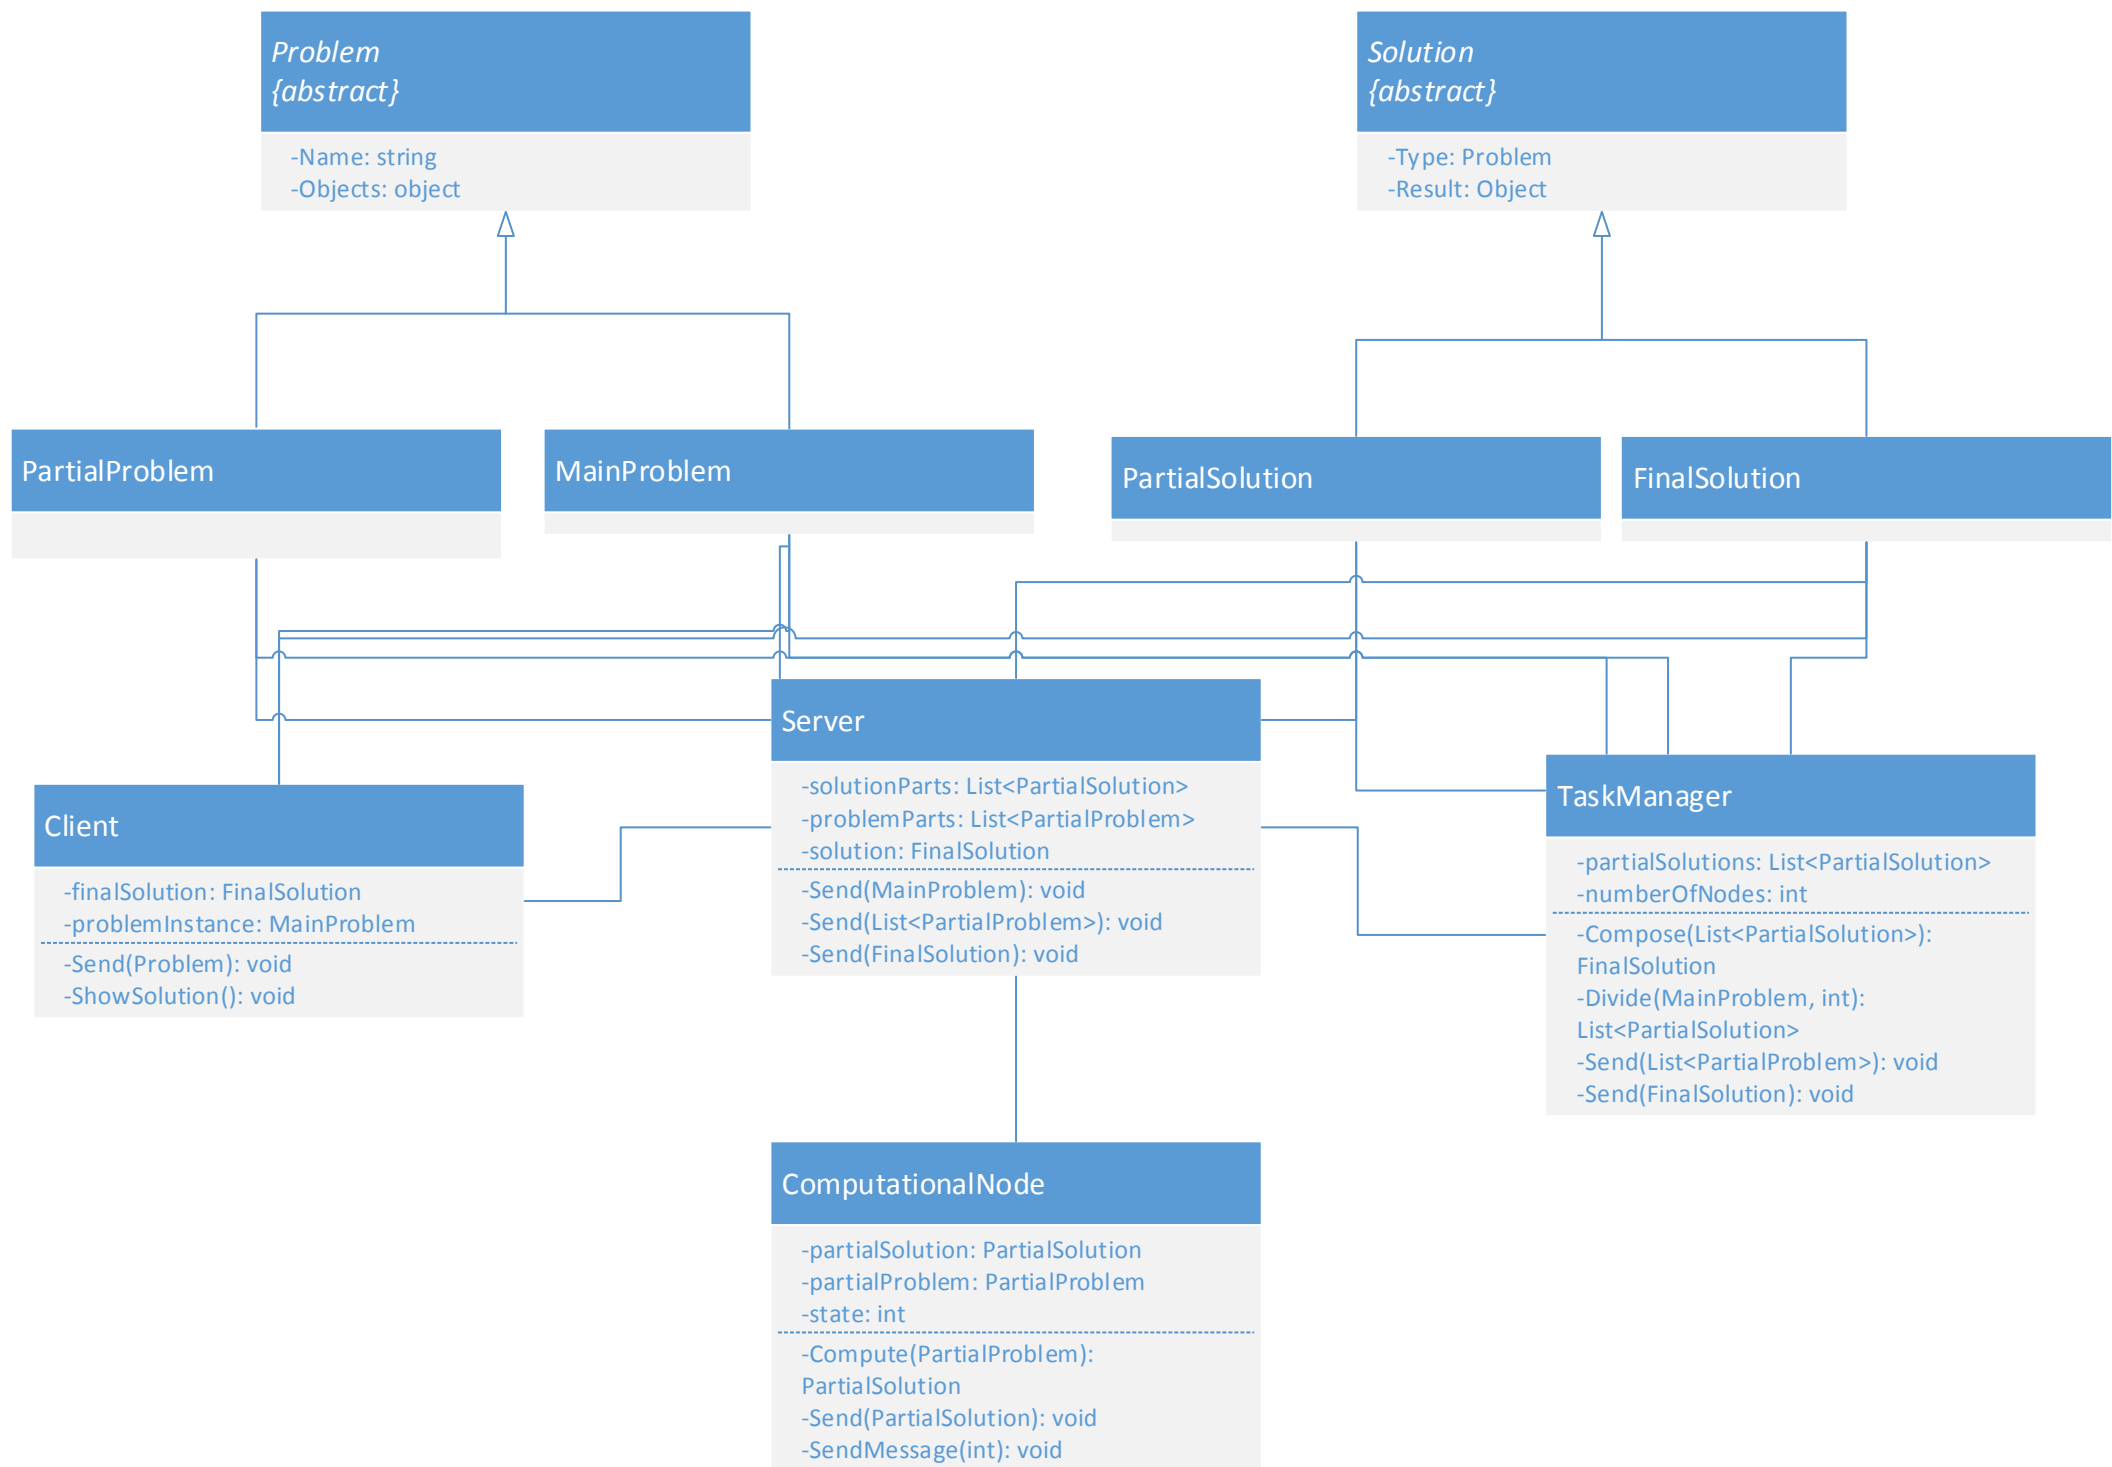 Problem
{abstract}
-Name: string
-Objects: object
Solution
{abstract}
-Type: Problem
-Result: Object
PartialProblem
MainProblem
PartialSolution
FinalSolution
Server
-solutionParts: List<PartialSolution>
-problemParts: List<PartialProblem>
-solution: FinalSolution
-Send(MainProblem): void
-Send(List<PartialProblem>): void
-Send(FinalSolution): void
Client
-finalSolution: FinalSolution
-problemInstance: MainProblem
-Send(Problem): void
-ShowSolution(): void
TaskManager
-partialSolutions: List<PartialSolution>
-numberOfNodes: int
-Compose(List<PartialSolution>):
FinalSolution
-Divide(MainProblem, int):
List<PartialSolution>
-Send(List<PartialProblem>): void
-Send(FinalSolution): void
ComputationalNode
-partialSolution: PartialSolution
-partialProblem: PartialProblem
-state: int
-Compute(PartialProblem):
PartialSolution
-Send(PartialSolution): void
-SendMessage(int): void